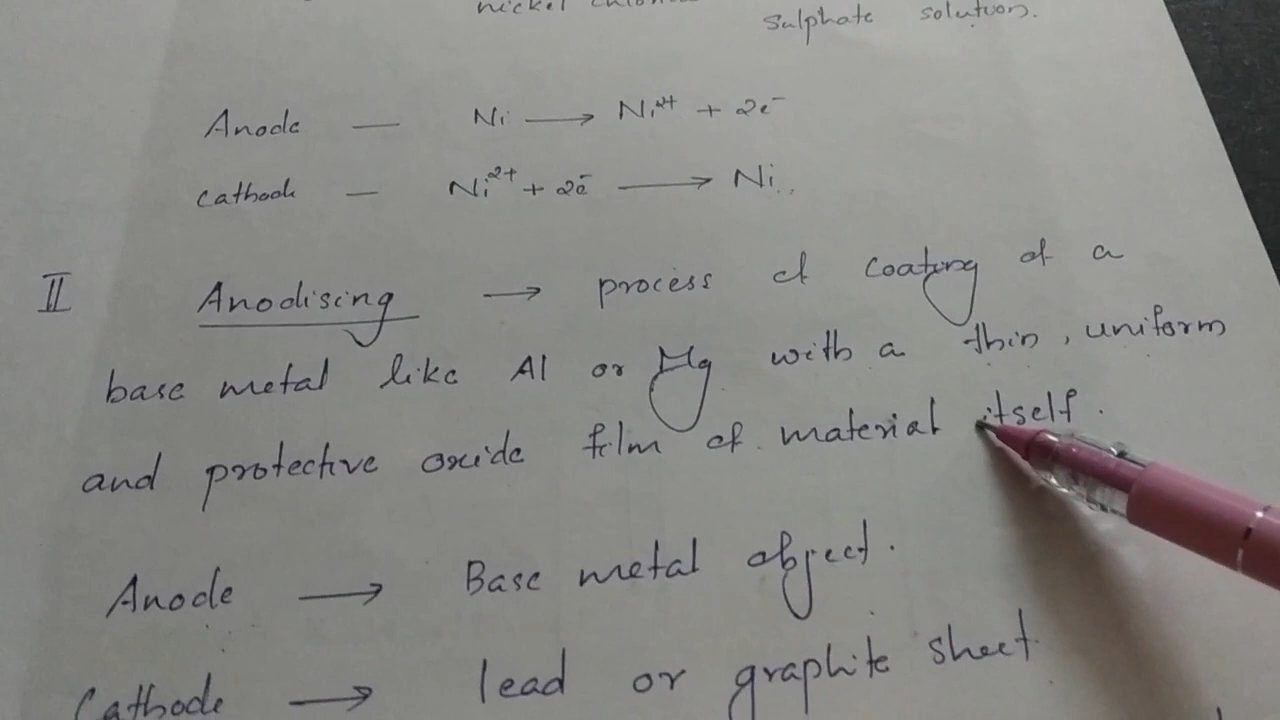 nickel
sulphate solution.
Anode — Ni ⟶ Ni²⁺ + 2e⁻
Cathode — Ni²⁺ + 2e⁻ ⟶ Ni
II Anodising → process of coating of a
base metal like Al or Mg with a thin, uniform
and protective oxide film of material itself.
Anode → Base metal object.
Cathode → lead or graphite sheet